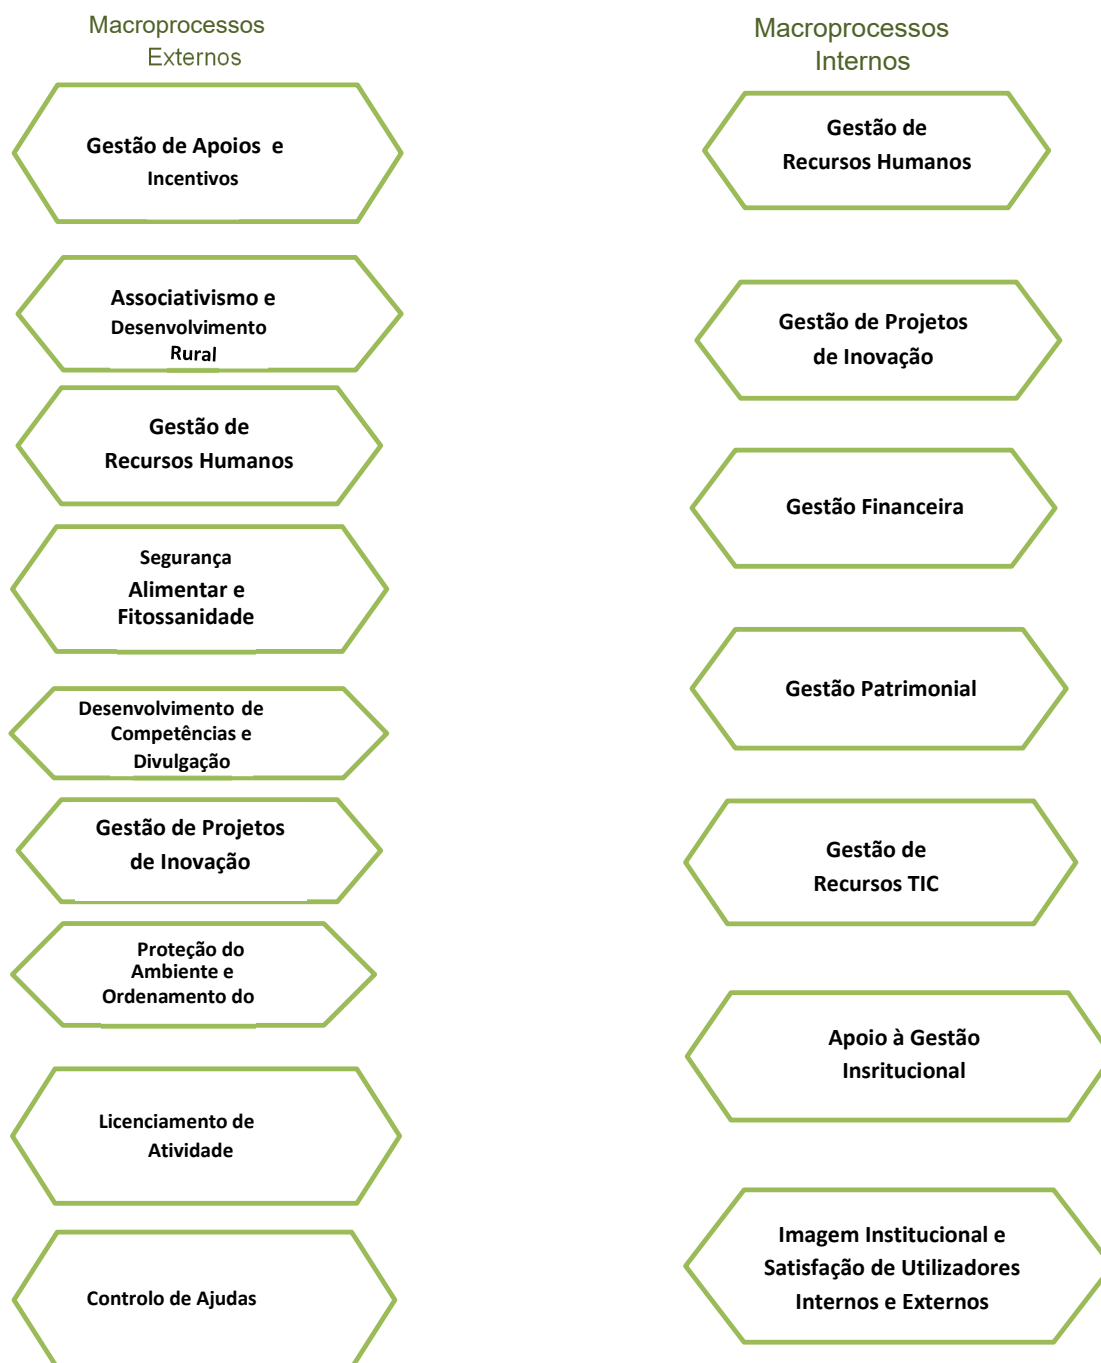 Macroprocessos
Externos
Gestão de Apoios e
Incentivos
Associativismo e
Desenvolvimento
Rural
Gestão de
Recursos Humanos
Segurança
Alimentar e
Fitossanidade
Desenvolvimento de
Competências e
Divulgação
Gestão de Projetos
de Inovação
Proteção do
Ambiente e
Ordenamento do
Licenciamento de
Atividade
Controlo de Ajudas
Macroprocessos
Internos
Gestão de
Recursos Humanos
Gestão de Projetos
de Inovação
Gestão Financeira
Gestão Patrimonial
Gestão de
Recursos TIC
Apoio à Gestão
Insritucional
Imagem Institucional e
Satisfação de Utilizadores
Internos e Externos